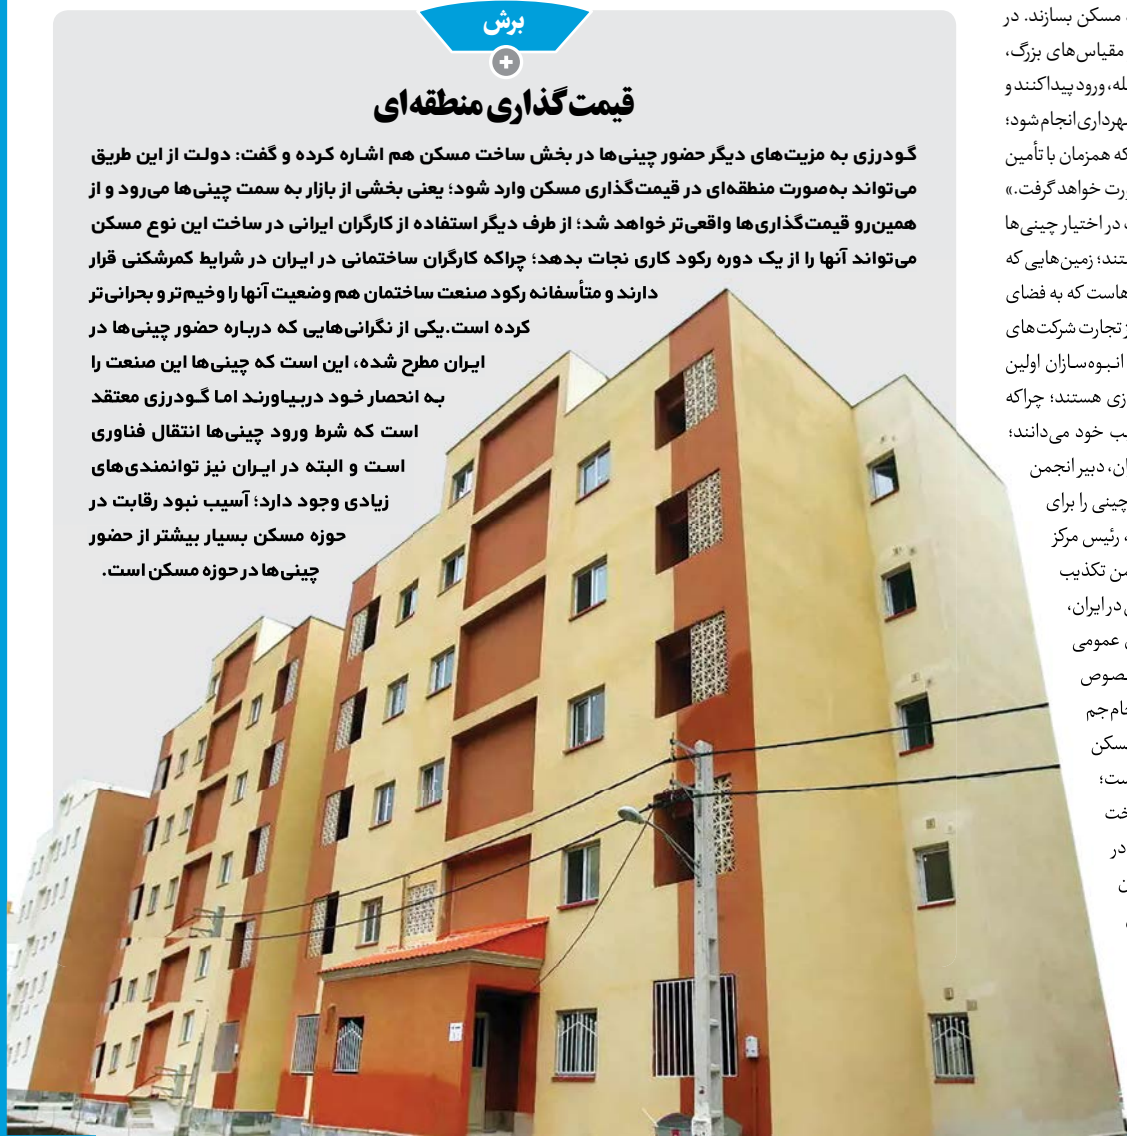 برش
قیمت‌گذاری منطقه‌ای
گودرزی به مزیت‌های دیگر حضور چینی‌ها در بخش ساخت مسکن هم اشاره کرده و گفت: دولت از این طریق
می‌تواند به‌صورت منطقه‌ای در قیمت‌گذاری مسکن وارد شود؛ یعنی بخشی از بازار به سمت چینی‌ها می‌رود و از
همین‌رو قیمت‌گذاری‌ها واقعی‌تر خواهد شد؛ از طرف دیگر استفاده از کارگران ایرانی در ساخت این نوع مسکن
می‌تواند آنها را از یک دوره رکود کاری نجات بدهد؛ چراکه کارگران ساختمانی در ایران در شرایط کمرشکنی قرار
دارند و متأسفانه رکود صنعت ساختمان هم وضعیت آنها را وخیم‌تر و بحرانی‌تر
کرده است.یکی از نگرانی‌هایی که درباره حضور چینی‌ها در
ایران مطرح شده، این است که چینی‌ها این صنعت را
به انحصار خود دربیاورند اما گودرزی معتقد
است که شرط ورود چینی‌ها انتقال فناوری
است و البته در ایران نیز توانمندی‌های
زیادی وجود دارد؛ آسیب نبود رقابت در
حوزه مسکن بسیار بیشتر از حضور
چینی‌ها در حوزه مسکن است.
مسکن بسازند. در
مقیاس‌های بزرگ،
ورود پیدا کنند و
انجام شود؛
که همزمان با تأمین
خواهد گرفت.»
در اختیار چینی‌ها
زمین‌هایی که
که به فضای
تجارت شرکت‌های
انبوه‌سازان اولین
هستند؛ چراکه
خود می‌دانند؛
دبیر انجمن
چینی را برای
رئیس مرکز
تکذیب
در ایران،
عمومی
در